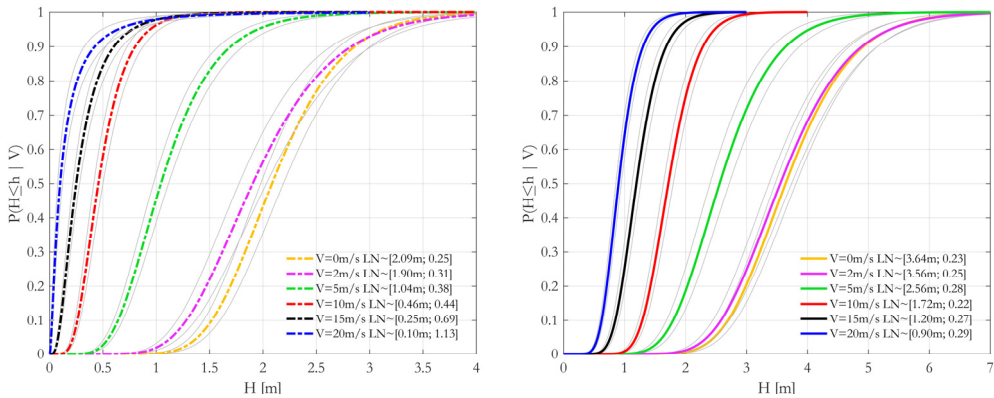 P(H≤h | V)
1
0.9
0.8
0.7
0.6
0.5
0.4
0.3
0.2
0.1
0
V=0m/s LN~[2.09m; 0.25]
V=2m/s LN~[1.90m; 0.31]
V=5m/s LN~[1.04m; 0.38]
V=10m/s LN~[0.46m; 0.44]
V=15m/s LN~[0.25m; 0.69]
V=20m/s LN~[0.10m; 1.13]
0 0.5 1 1.5 2 2.5 3 3.5 4
H [m]
P(H≤h | V)
1
0.9
0.8
0.7
0.6
0.5
0.4
0.3
0.2
0.1
0
V=0m/s LN~[3.64m; 0.23]
V=2m/s LN~[3.56m; 0.25]
V=5m/s LN~[2.56m; 0.28]
V=10m/s LN~[1.72m; 0.22]
V=15m/s LN~[1.20m; 0.27]
V=20m/s LN~[0.90m; 0.29]
0 1 2 3 4 5 6 7
H [m]